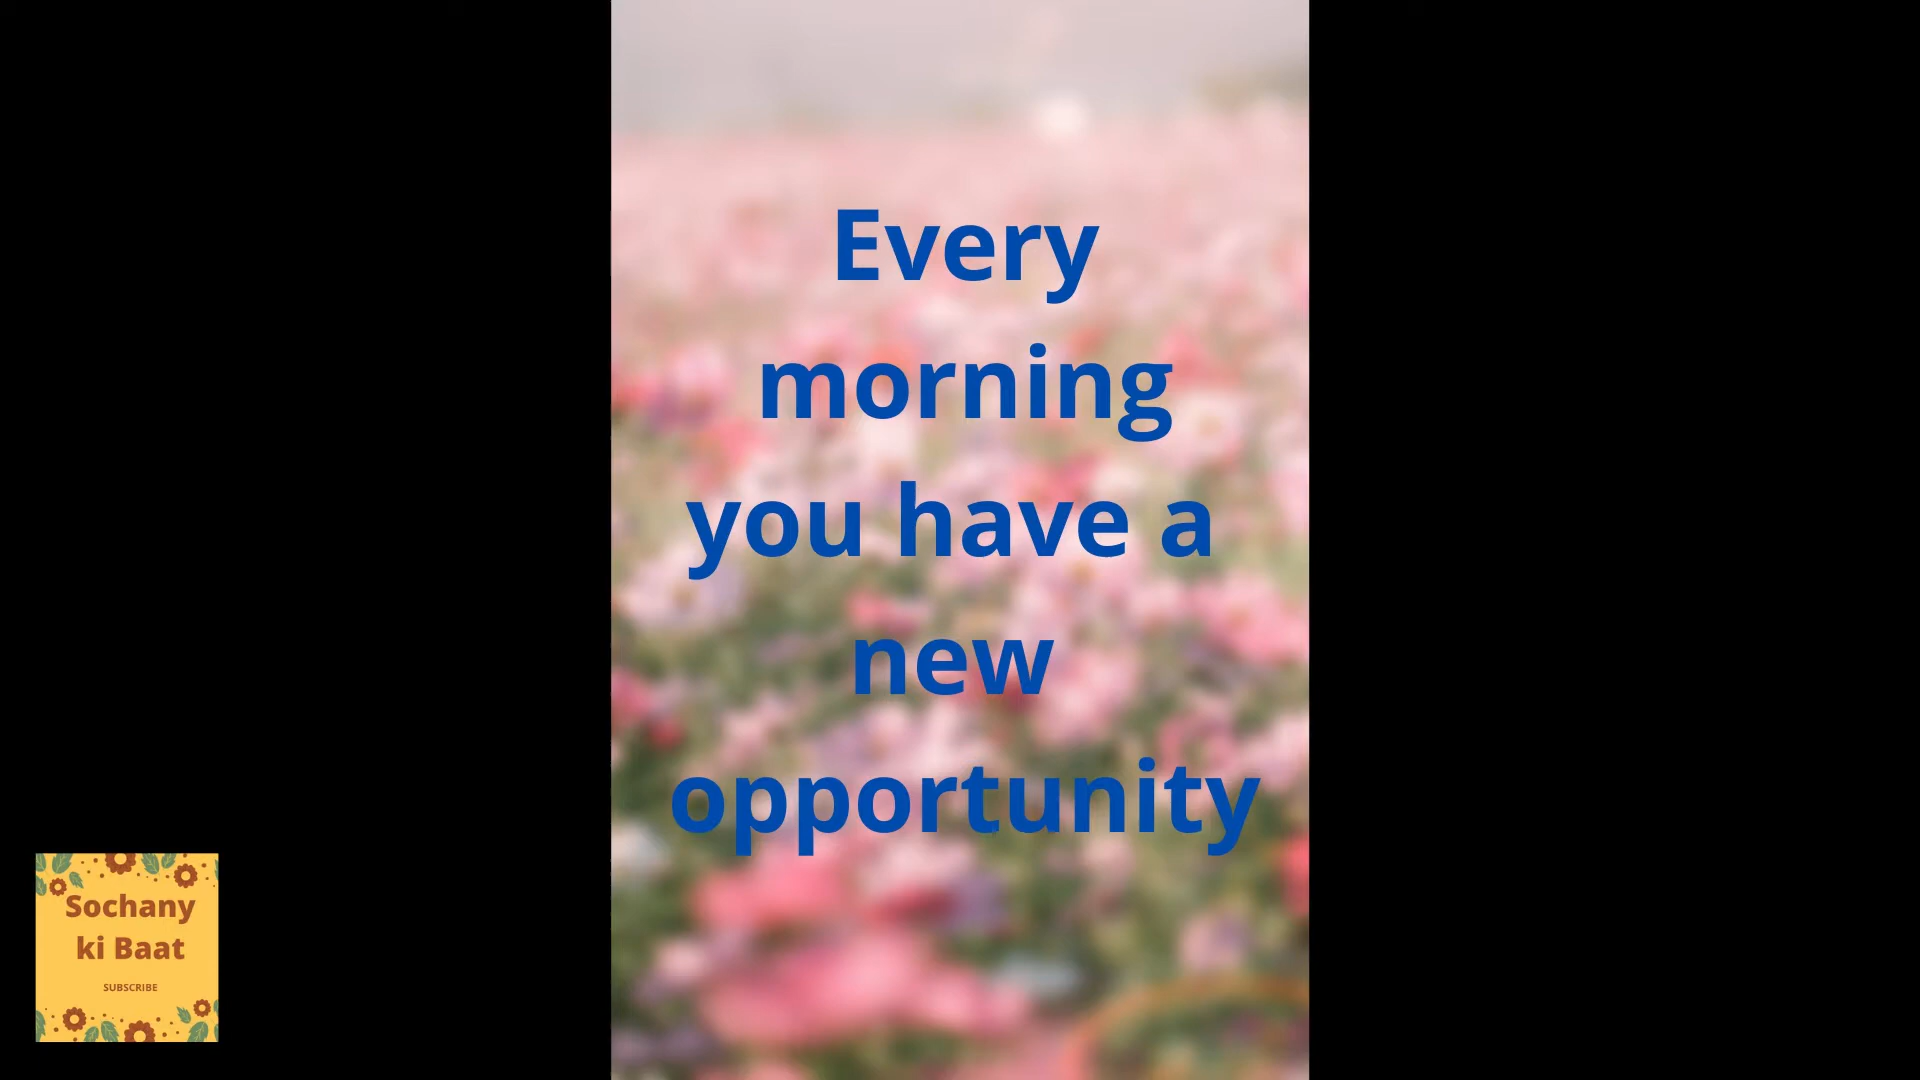 Every
morning
you have a
new
opportunity
Sochany
ki Baat
SUBSCRIBE